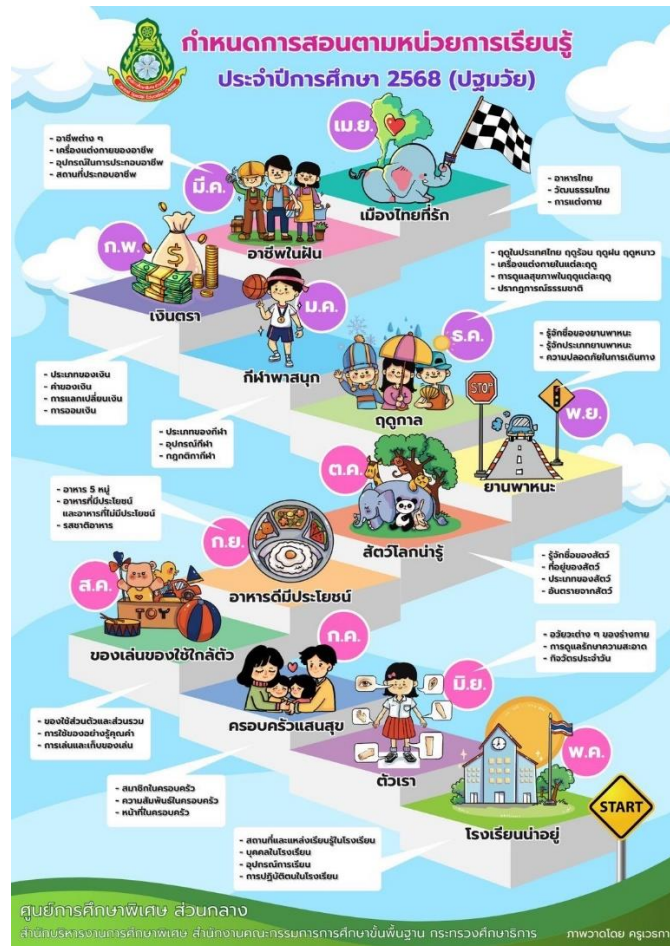 กำหนดการสอนตามหน่วยการเรียนรู้
ประจำปีการศึกษา 2568 (ปฐมวัย)
เม.ย.
เมืองไทยที่รัก
- อาหารไทย
- วัฒนธรรมไทย
- การแต่งกาย
มี.ค.
อาชีพในฝัน
- อาชีพต่าง ๆ
- เครื่องแต่งกายของอาชีพ
- อุปกรณ์ในการประกอบอาชีพ
- สถานที่ประกอบอาชีพ
ก.พ.
เงินตรา
- ประเภทของเงิน
- ค่าของเงิน
- การแลกเปลี่ยนเงิน
- การออมเงิน
ม.ค.
กีฬาพาสนุก
- ประเภทของกีฬา
- อุปกรณ์กีฬา
- กฎกติกากีฬา
ธ.ค.
ฤดูกาล
- ฤดูในประเทศไทย ฤดูร้อน ฤดูฝน ฤดูหนาว
- เครื่องแต่งกายในแต่ละฤดู
- การดูแลสุขภาพในฤดูแต่ละฤดู
- ปรากฏการณ์ธรรมชาติ
พ.ย.
STOP
ยานพาหนะ
- รู้จักชื่อของยานพาหนะ
- รู้จักประเภทยานพาหนะ
- ความปลอดภัยในการเดินทาง
ต.ค.
สัตว์โลกน่ารู้
- รู้จักชื่อของสัตว์
- ที่อยู่ของสัตว์
- ประเภทของสัตว์
- อันตรายจากสัตว์
ก.ย.
อาหารดีมีประโยชน์
- อาหาร 5 หมู่
- อาหารที่มีประโยชน์
และอาหารที่ไม่มีประโยชน์
- รสชาติอาหาร
ส.ค.
TOY
ของเล่นของใช้ใกล้ตัว
- ของใช้ส่วนตัวและส่วนรวม
- การใช้ของอย่างรู้คุณค่า
- การเล่นและเก็บของเล่น
ก.ค.
ครอบครัวแสนสุข
- สมาชิกในครอบครัว
- ความสัมพันธ์ในครอบครัว
- หน้าที่ในครอบครัว
มิ.ย.
ตัวเรา
- อวัยวะต่าง ๆ ของร่างกาย
- การดูแลรักษาความสะอาด
- กิจวัตรประจำวัน
พ.ค.
โรงเรียนน่าอยู่
- สถานที่และแหล่งเรียนรู้ในโรงเรียน
- บุคคลในโรงเรียน
- อุปกรณ์การเรียน
- การปฏิบัติตนในโรงเรียน
START
ศูนย์การศึกษาพิเศษ ส่วนกลาง
สำนักบริหารงานการศึกษาพิเศษ สำนักงานคณะกรรมการการศึกษาขั้นพื้นฐาน กระทรวงศึกษาธิการ
ภาพวาดโดย ครูเวธกา